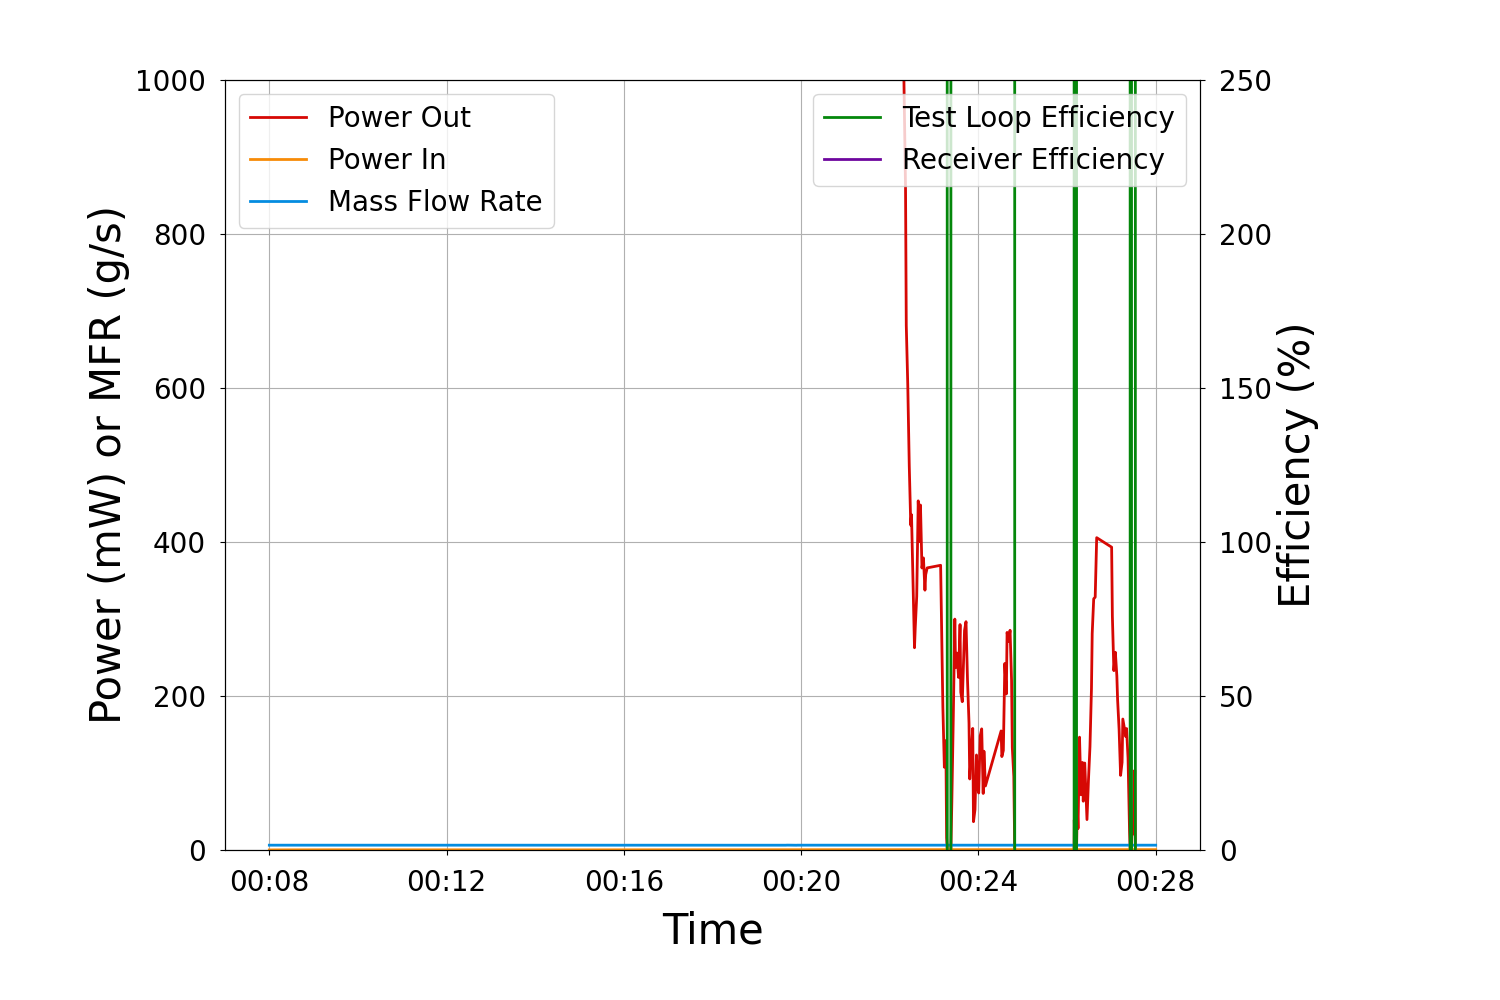 1000
800
600
400
200
0
Power (mW) or MFR (g/s)
Power Out
Power In
Mass Flow Rate
Test Loop Efficiency
Receiver Efficiency
250
200
150
100
50
0
Efficiency (%)
00:08 00:12 00:16 00:20 00:24 00:28
Time